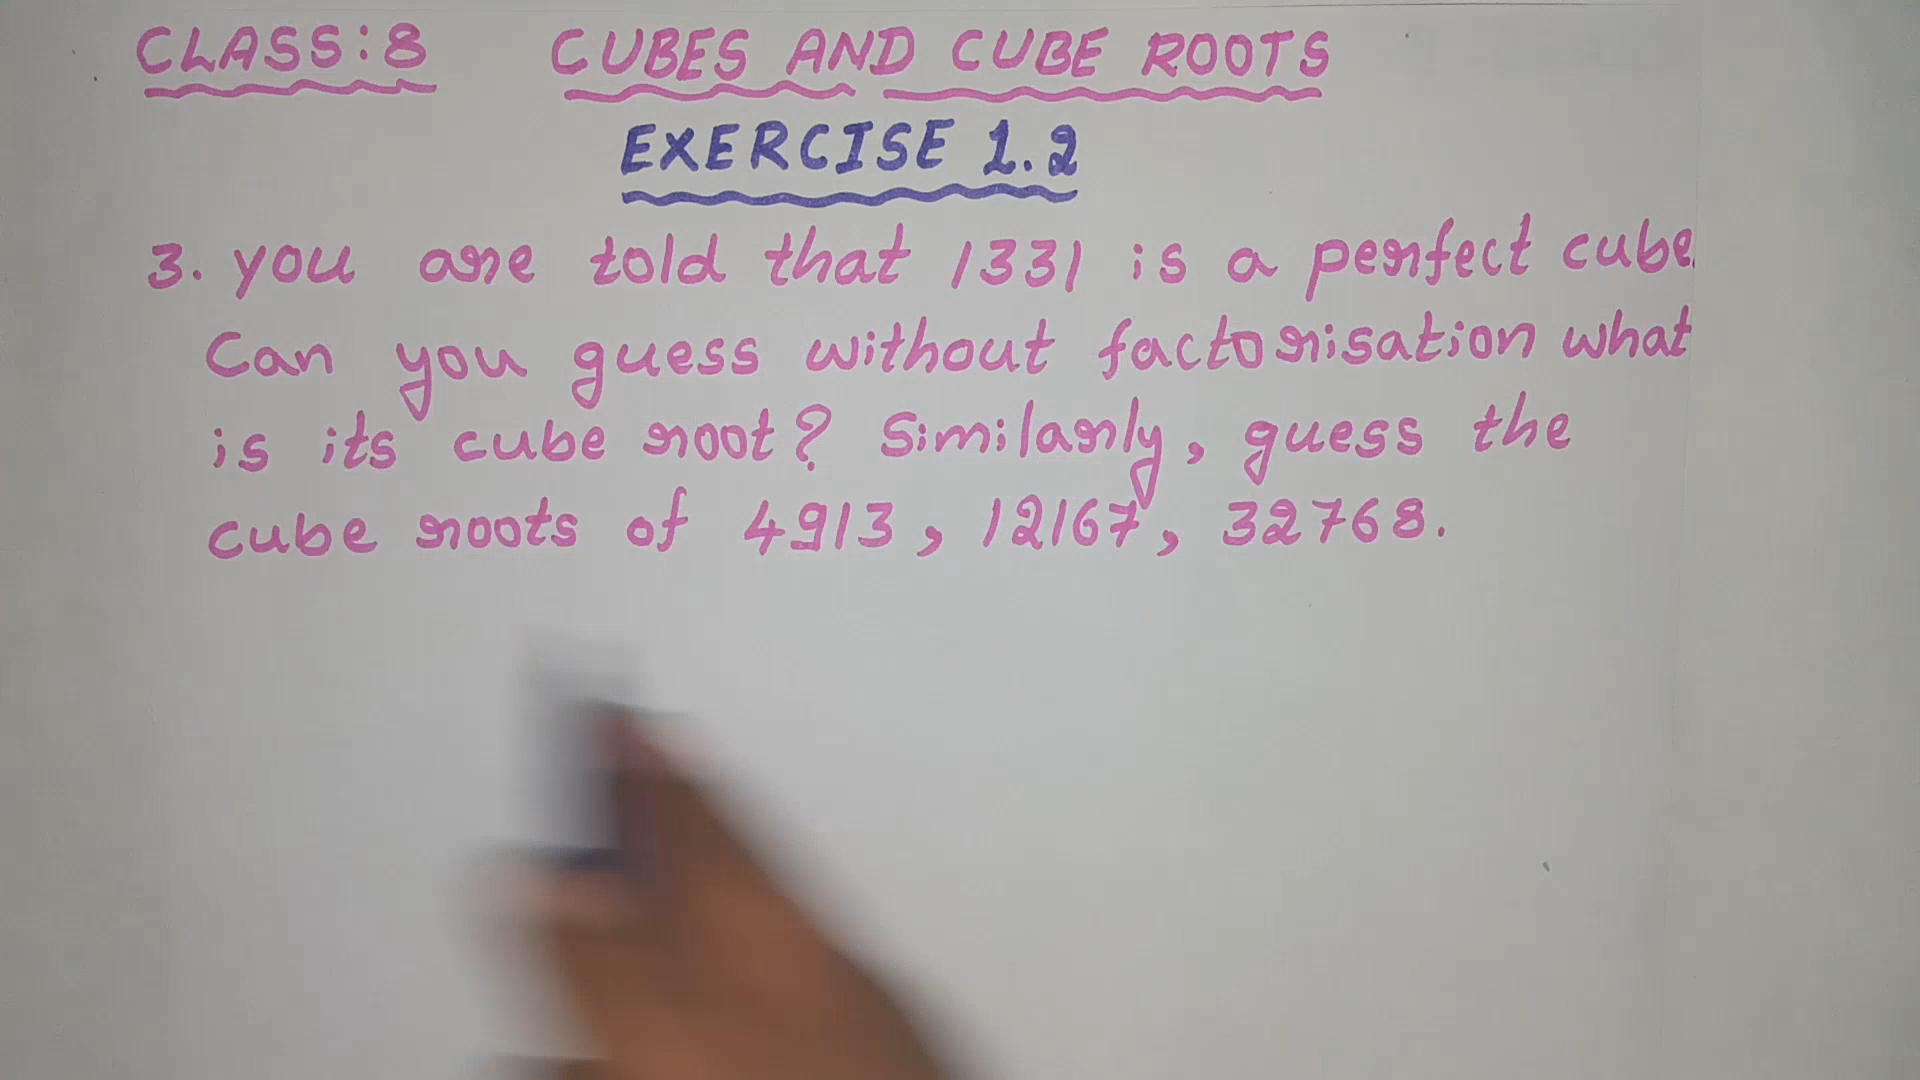 CLASS:8 CUBES AND CUBE ROOTS
EXERCISE 1.2
3. you are told that 1331 is a perfect cube.
Can you guess without factorisation what
is its cube root? Similarly, guess the
cube roots of 4913, 12167, 32768.